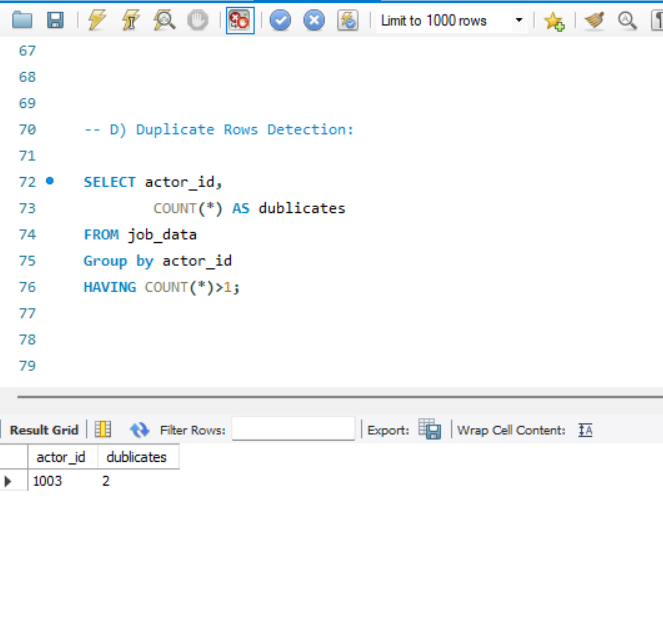 Limit to 1000 rows
67
68
69
70 -- D) Duplicate Rows Detection:
71
72 SELECT actor_id,
73 COUNT(*) AS dublicates
74 FROM job_data
75 Group by actor_id
76 HAVING COUNT(*)>1;
77
78
79
Result Grid Filter Rows: Export: Wrap Cell Content: IA
actor_id dublicates
1003 2